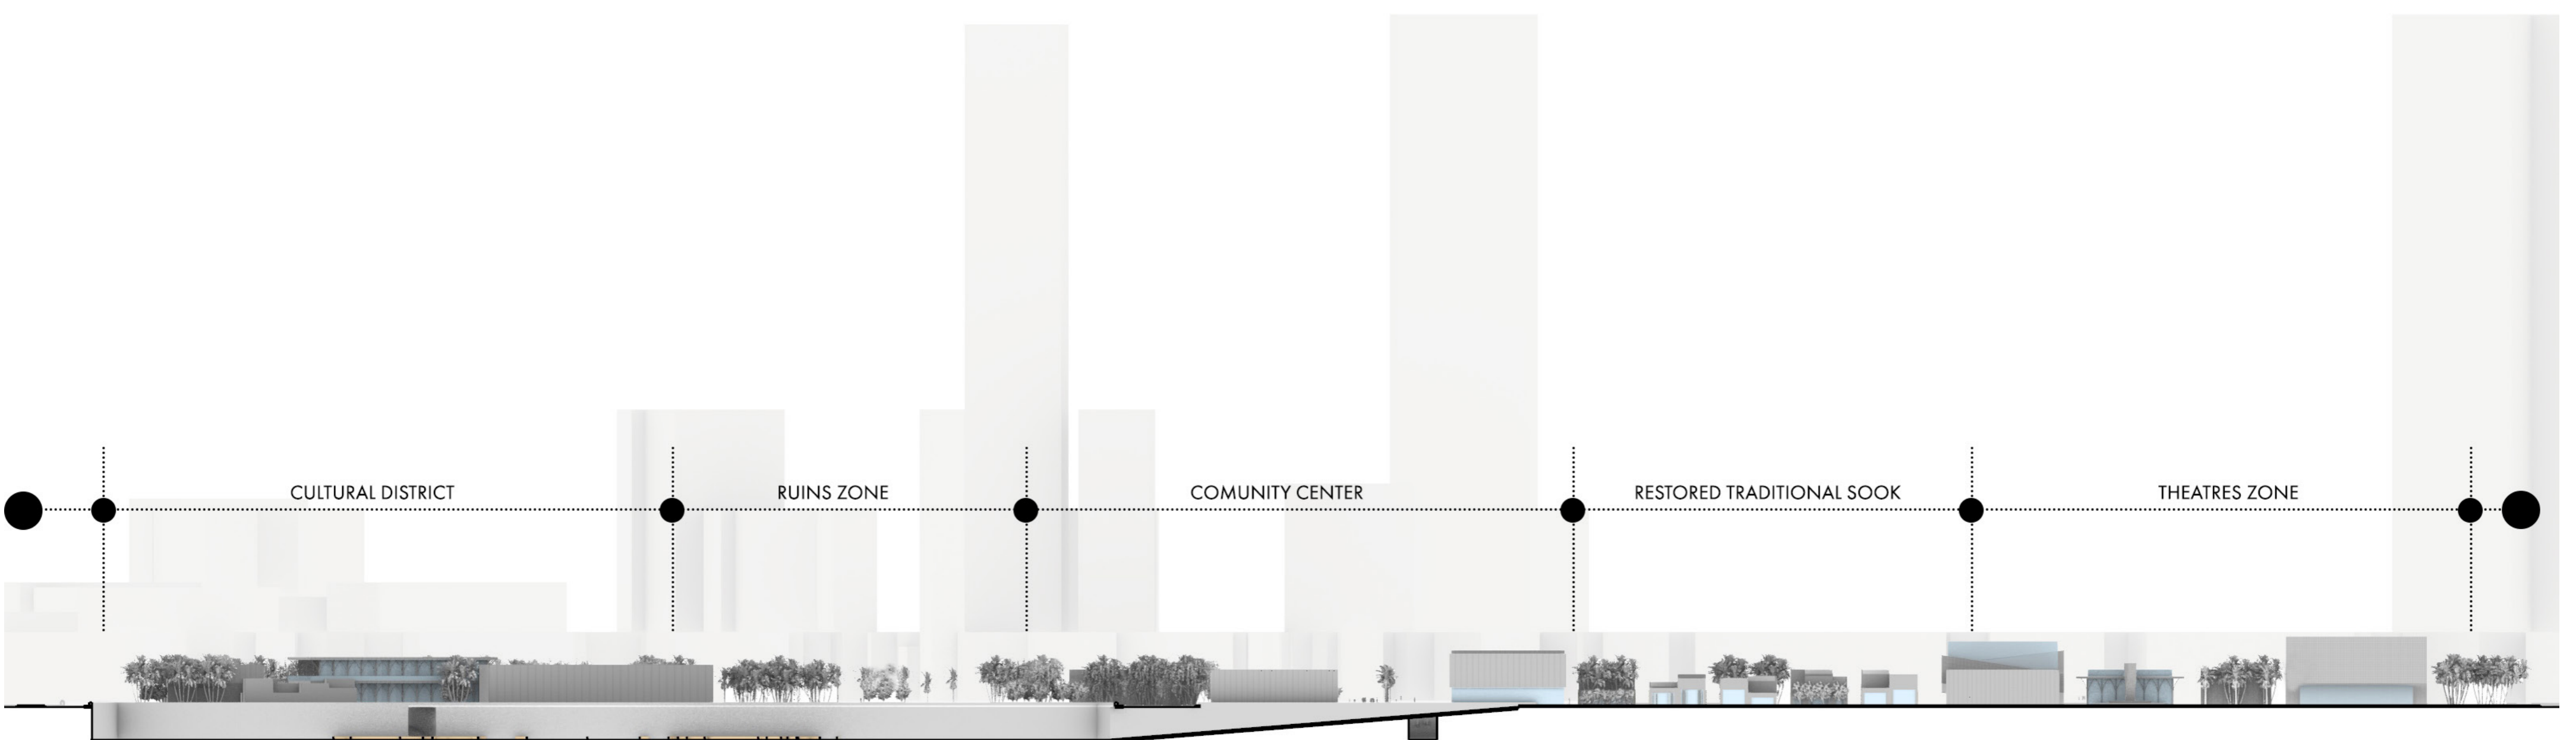 CULTURAL DISTRICT
RUINS ZONE
COMUNITY CENTER
RESTORED TRADITIONAL SOOK
THEATRES ZONE